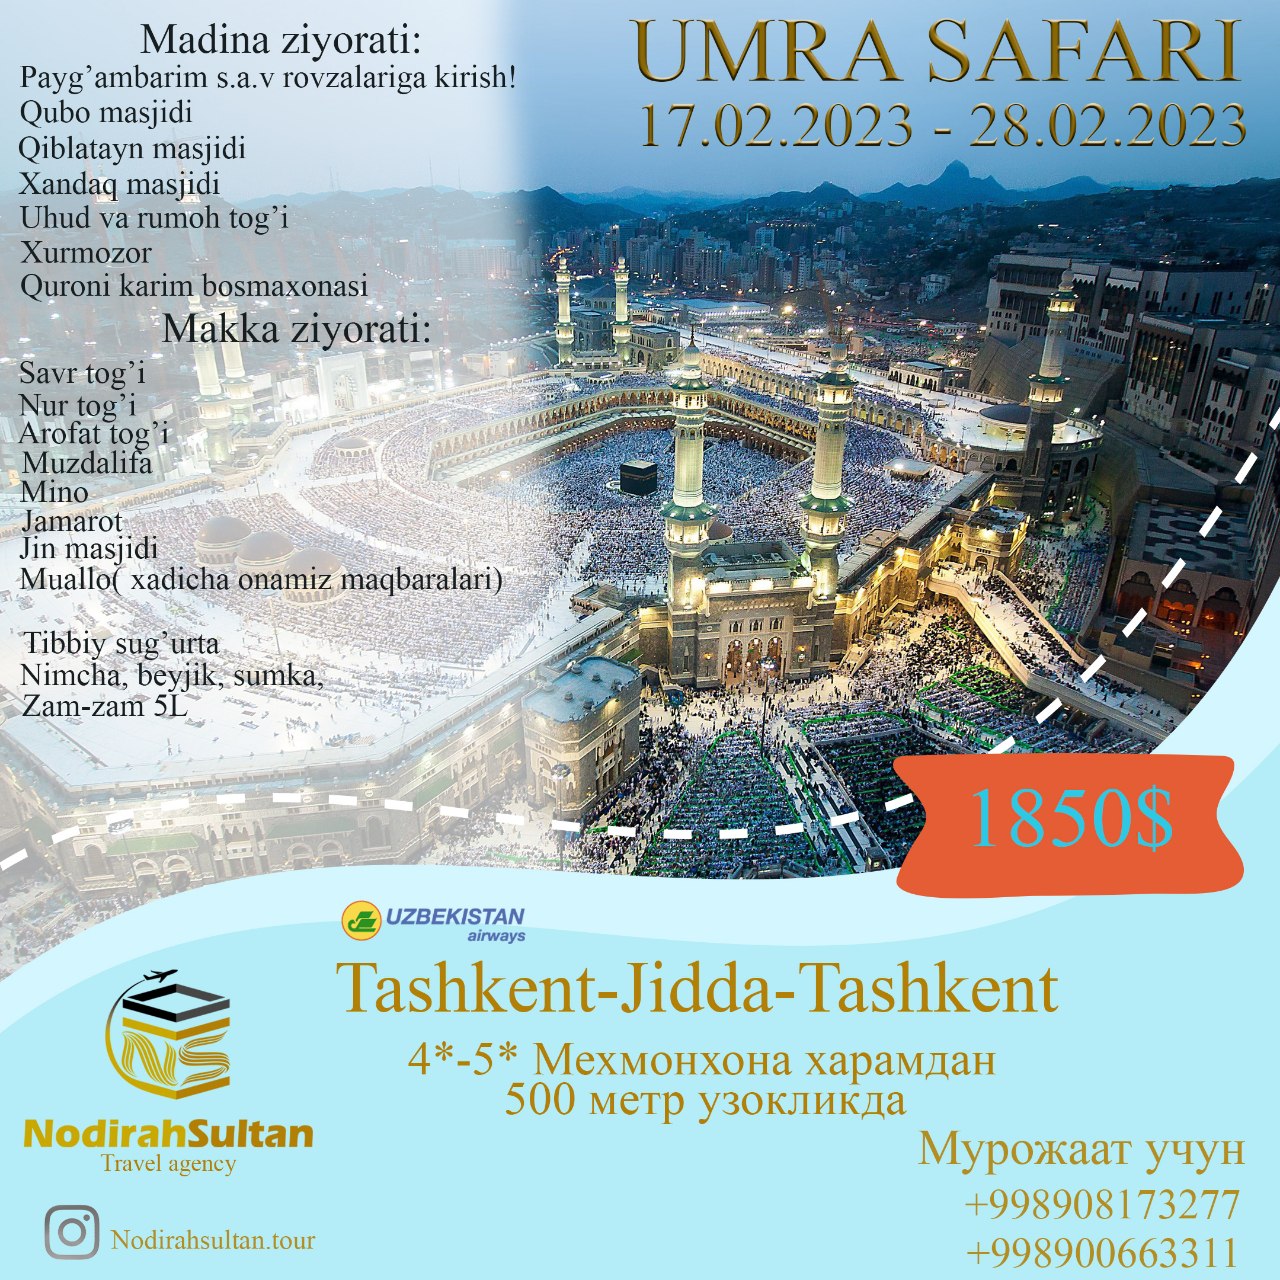 Madina ziyorati:
Payg’ambarim s.a.v rovzalariga kirish!
Qubo masjidi
Qiblatayn masjidi
Xandaq masjidi
Uhud va rumoh tog’i
Xurmozor
Quroni karim bosmaxonasi
Makka ziyorati:
Savr tog’i
Nur tog’i
Arofat tog’i
Muzdalifa
Mino
Jamarot
Jin masjidi
Muallo( xadicha onamiz maqbaralari)
Tibbiy sug’urta
Nimcha, beyjik, sumka,
Zam-zam 5L
UMRA SAFARI
17.02.2023 - 28.02.2023
1850$
UZBEKISTAN
airways
Tashkent-Jidda-Tashkent
4*-5* Мехмонхона харамдан
500 метр узокликда
NS
NodirahSultan
Travel agency
Nodirahsultan.tour
Мурожаат учун
+998908173277
+998900663311